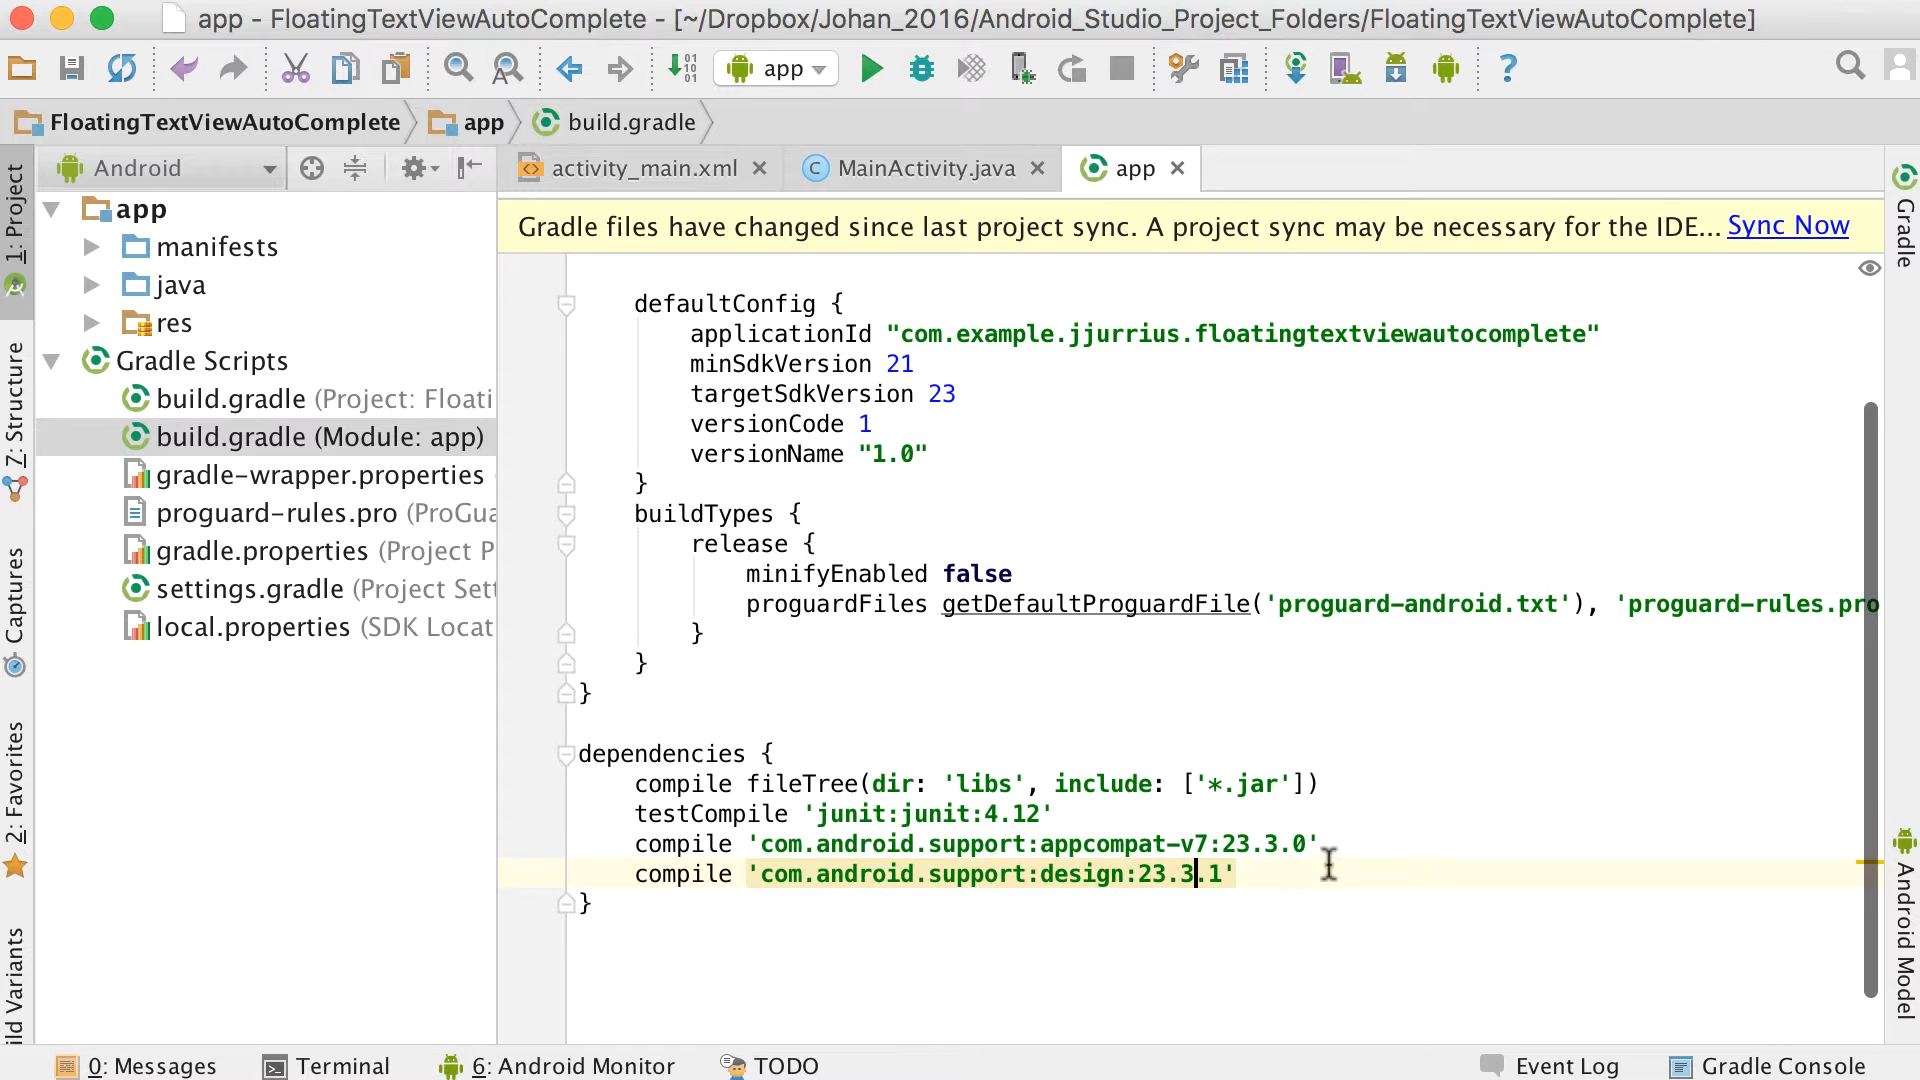 app - FloatingTextViewAutoComplete - [~/Dropbox/Johan_2016/Android_Studio_Project_Folders/FloatingTextViewAutoComplete]
app
FloatingTextViewAutoComplete app build.gradle
Android
activity_main.xml MainActivity.java app
1: Project
Z: Structure
Captures
2: Favorites
ild Variants
app
manifests
java
res
Gradle Scripts
build.gradle (Project: Floati
build.gradle (Module: app)
gradle-wrapper.properties
proguard-rules.pro (ProGua
gradle.properties (Project P
settings.gradle (Project Sett
local.properties (SDK Locat
Gradle files have changed since last project sync. A project sync may be necessary for the IDE... Sync Now
defaultConfig {
applicationId "com.example.jjurrius.floatingtextviewautocomplete"
minSdkVersion 21
targetSdkVersion 23
versionCode 1
versionName "1.0"
}
buildTypes {
release {
minifyEnabled false
proguardFiles getDefaultProguardFile('proguard-android.txt'), 'proguard-rules.pro
}
}
}
dependencies {
compile fileTree(dir: 'libs', include: ['*.jar'])
testCompile 'junit:junit:4.12'
compile 'com.android.support:appcompat-v7:23.3.0'
compile 'com.android.support:design:23.3.1'
}
Gradle
Android Model
0: Messages Terminal 6: Android Monitor TODO Event Log Gradle Console